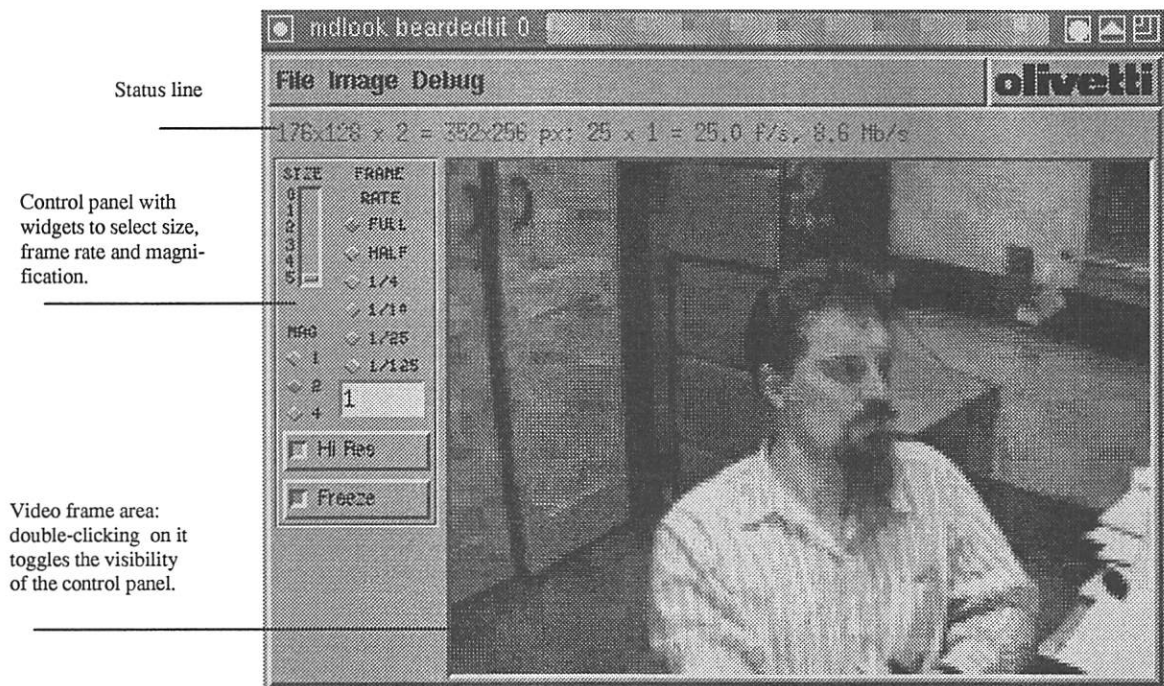 mdlook beardedtit 0
File Image Debug
olivetti
Status line
176x128 x 2 = 352x256 px; 25 x 1 = 25.0 f/s, 8.6 Mb/s
Control panel with
widgets to select size,
frame rate and magni-
fication.
SIZE
0
1
2
3
4
5
FRAME
RATE
FULL
HALF
1/4
1/10
1/25
1/125
1
MAG
1
2
4
Hi Res
Freeze
Video frame area:
double-clicking on it
toggles the visibility
of the control panel.